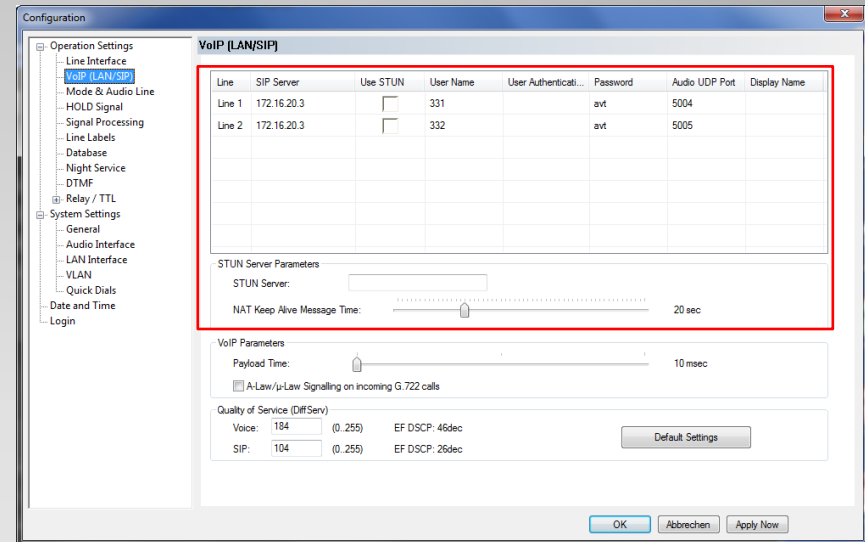 Configuration
Operation Settings
Line Interface
VoIP (LAN/SIP)
Mode & Audio Line
HOLD Signal
Signal Processing
Line Labels
Database
Night Service
DTMF
Relay / TTL
System Settings
General
Audio Interface
LAN Interface
VLAN
Quick Dials
Date and Time
Login
VoIP (LAN/SIP)
Line SIP Server Use STUN User Name User Authenticati... Password Audio UDP Port Display Name
Line 1 172.16.20.3 331 avt 5004
Line 2 172.16.20.3 332 avt 5005
STUN Server Parameters
STUN Server:
NAT Keep Alive Message Time: 20 sec
VoIP Parameters
Payload Time: 10 msec
A-Law/µ-Law Signalling on incoming G.722 calls
Quality of Service (DiffServ)
Voice: 184 (0..255) EF DSCP: 46dec
SIP: 104 (0..255) EF DSCP: 26dec
Default Settings
OK Abbrechen Apply Now